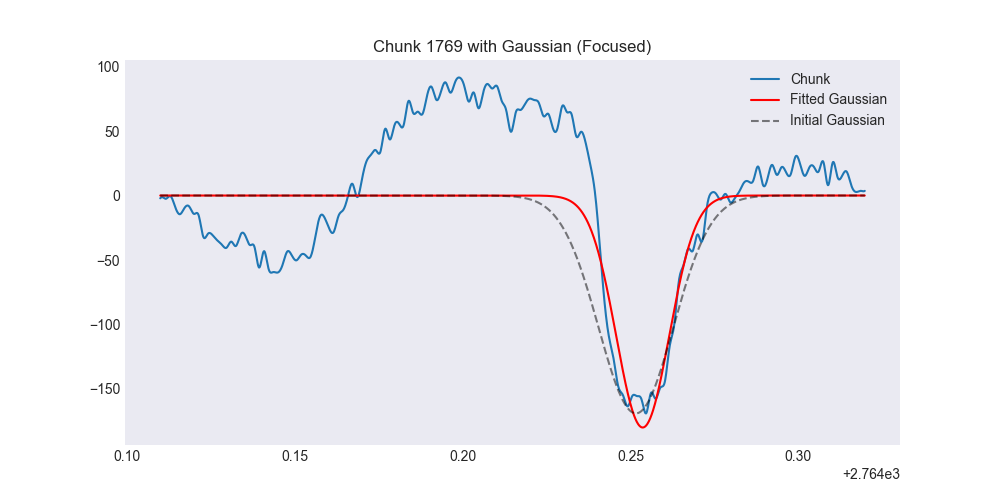 Chunk 1769 with Gaussian (Focused)
100
50
0
−50
−100
−150
Chunk
Fitted Gaussian
Initial Gaussian
0.10 0.15 0.20 0.25 0.30
+2.764e3